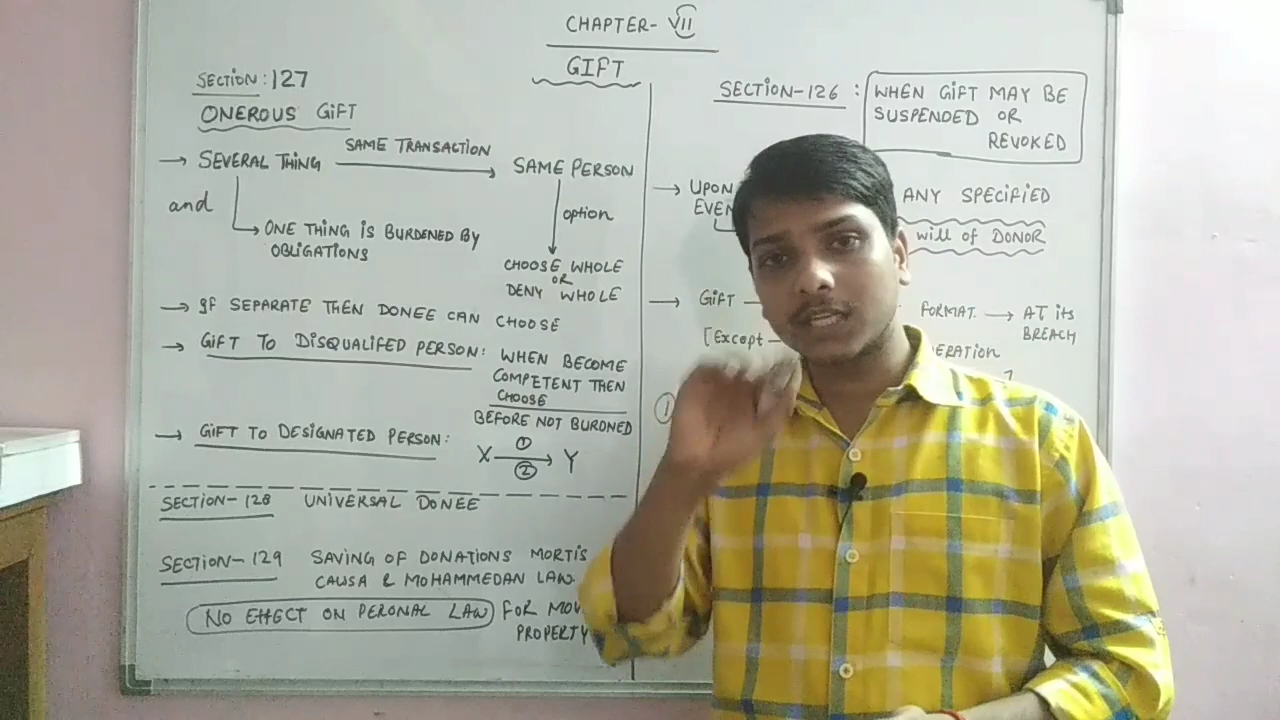 CHAPTER- VII
GIFT
SECTION: 127
ONEROUS GIFT
→ SEVERAL THING SAME TRANSACTION → SAME PERSON
and
option
ONE THING IS BURDENED BY
OBLIGATIONS
CHOOSE WHOLE
OR
DENY WHOLE
→ IF SEPARATE THEN DONEE CAN CHOOSE
→ GIFT TO DISQUALIFED PERSON: WHEN BECOME
COMPETENT THEN
CHOOSE
BEFORE NOT BURDNED
→ GIFT TO DESIGNATED PERSON: X → Y
①
②
SECTION-128 UNIVERSAL DONEE
SECTION-129 SAVING OF DONATIONS MORTIS
CAUSA & MOHAMMEDAN LAW
NO EFFECT ON PERONAL LAW FOR MOV
PROPERTY
SECTION-126 : WHEN GIFT MAY BE
SUSPENDED OR
REVOKED
→ UPON ANY SPECIFIED
EVEN will of DONOR
→ GIFT FORMAT. → AT its
BREACH
[Except ERATION
①